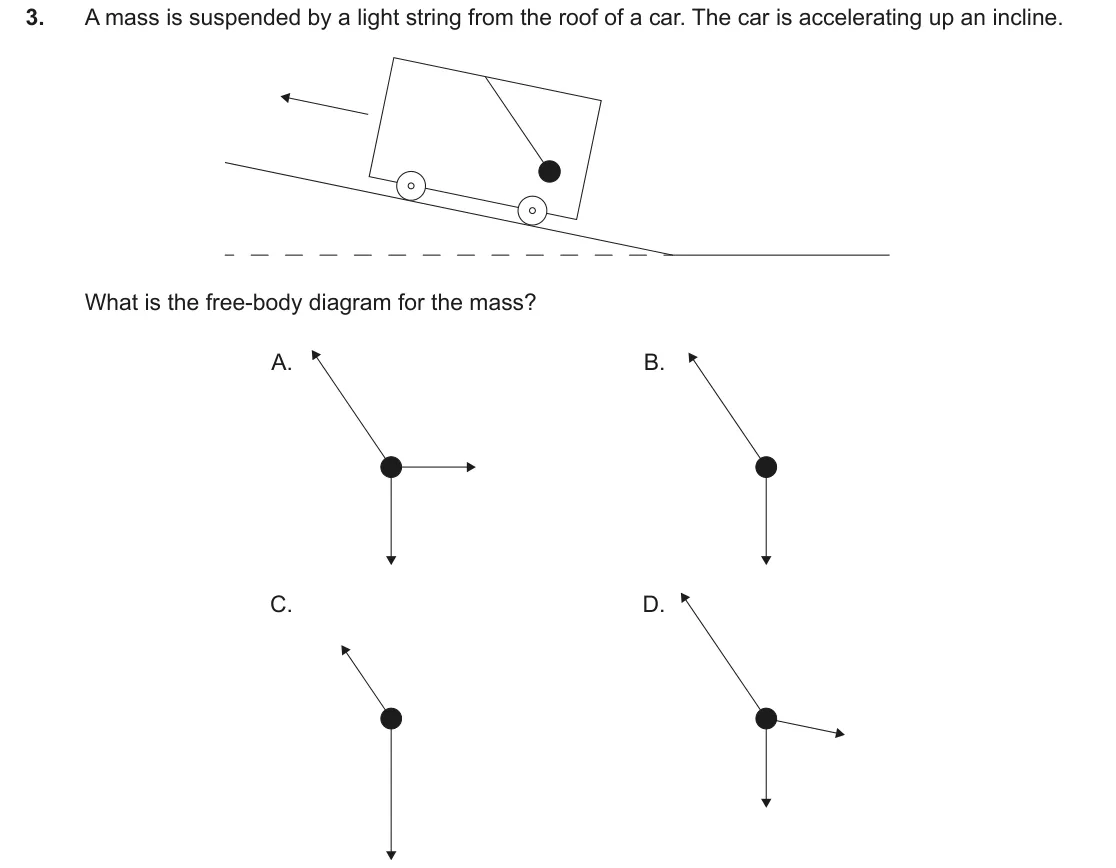 3. A mass is suspended by a light string from the roof of a car. The car is accelerating up an incline.
What is the free-body diagram for the mass?
A. B.
C. D.